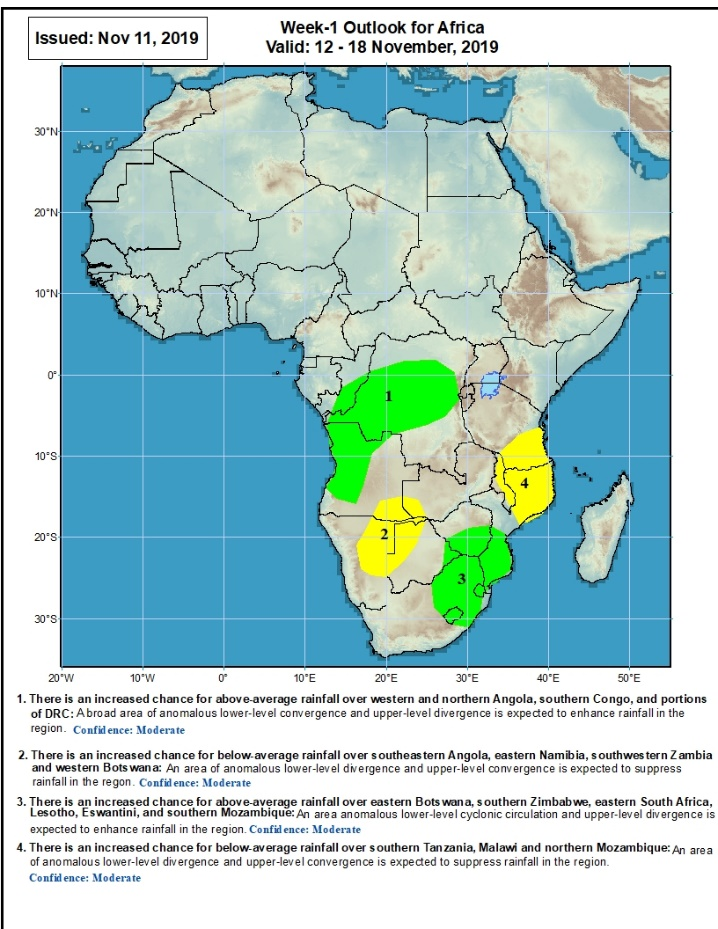 Issued: Nov 11, 2019
Week-1 Outlook for Africa
Valid: 12 - 18 November, 2019
30°N
20°N
10°N
0°
10°S
20°S
30°S
1
2
3
4
20°W 10°W 0° 10°E 20°E 30°E 40°E 50°E
1. There is an increased chance for above-average rainfall over western and northern Angola, southern Congo, and portions
of DRC: A broad area of anomalous lower-level convergence and upper-level divergence is expected to enhance rainfall in the
region. Confidence: Moderate
2. There is an increased chance for below-average rainfall over southeastern Angola, eastern Namibia, southwestern Zambia
and western Botswana: An area of anomalous lower-level divergence and upper-level convergence is expected to suppress
rainfall in the regon. Confidence: Moderate
3. There is an increased chance for above-average rainfall over eastern Botswana, southern Zimbabwe, eastern South Africa,
Lesotho, Eswantini, and southern Mozambique: An area anomalous lower-level cyclonic circulation and upper-level divergence is
expected to enhance rainfall in the region. Confidence: Moderate
4. There is an increased chance for below-average rainfall over southern Tanzania, Malawi and northern Mozambique: An area
of anomalous lower-level divergence and upper-level convergence is expected to suppress rainfall in the region.
Confidence: Moderate